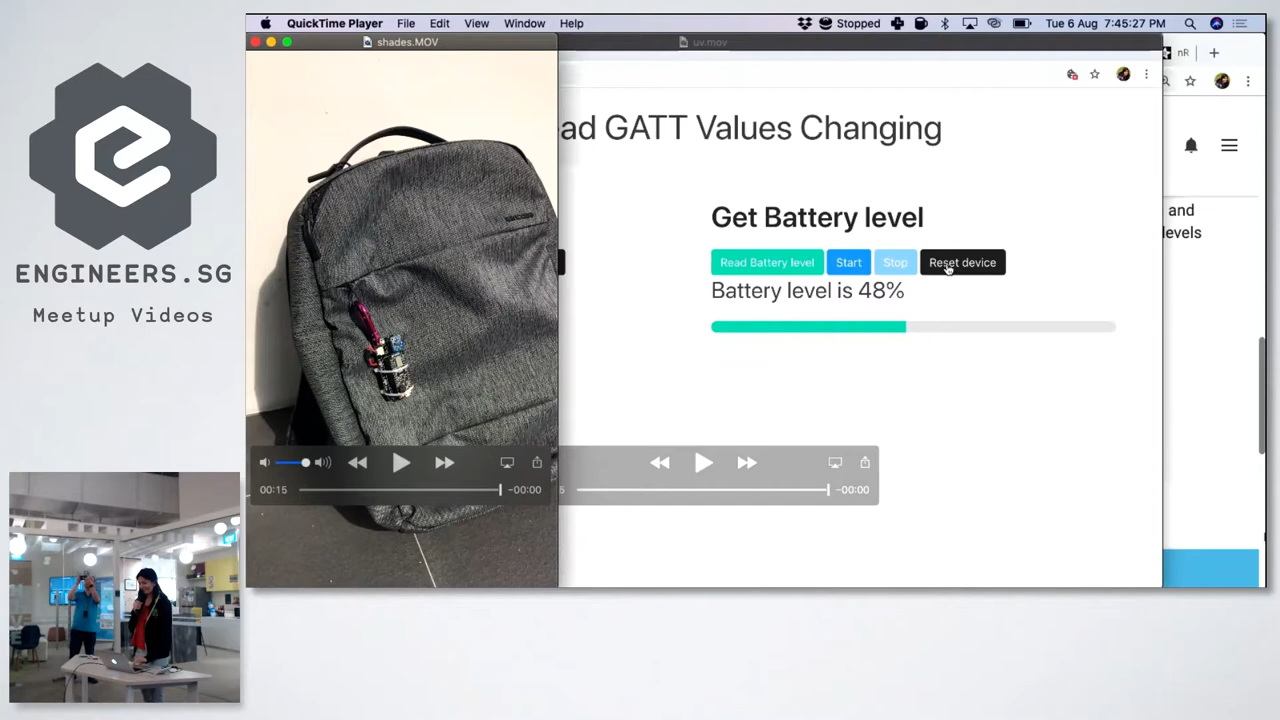 QuickTime Player File Edit View Window Help Stopped Tue 6 Aug 7:45:27 PM
shades.MOV
uv.mov
nR
ad GATT Values Changing
Get Battery level
Read Battery level Start Stop Reset device
Battery level is 48%
and
levels
00:15 -00:00
5 -00:00
ENGINEERS.SG
Meetup Videos